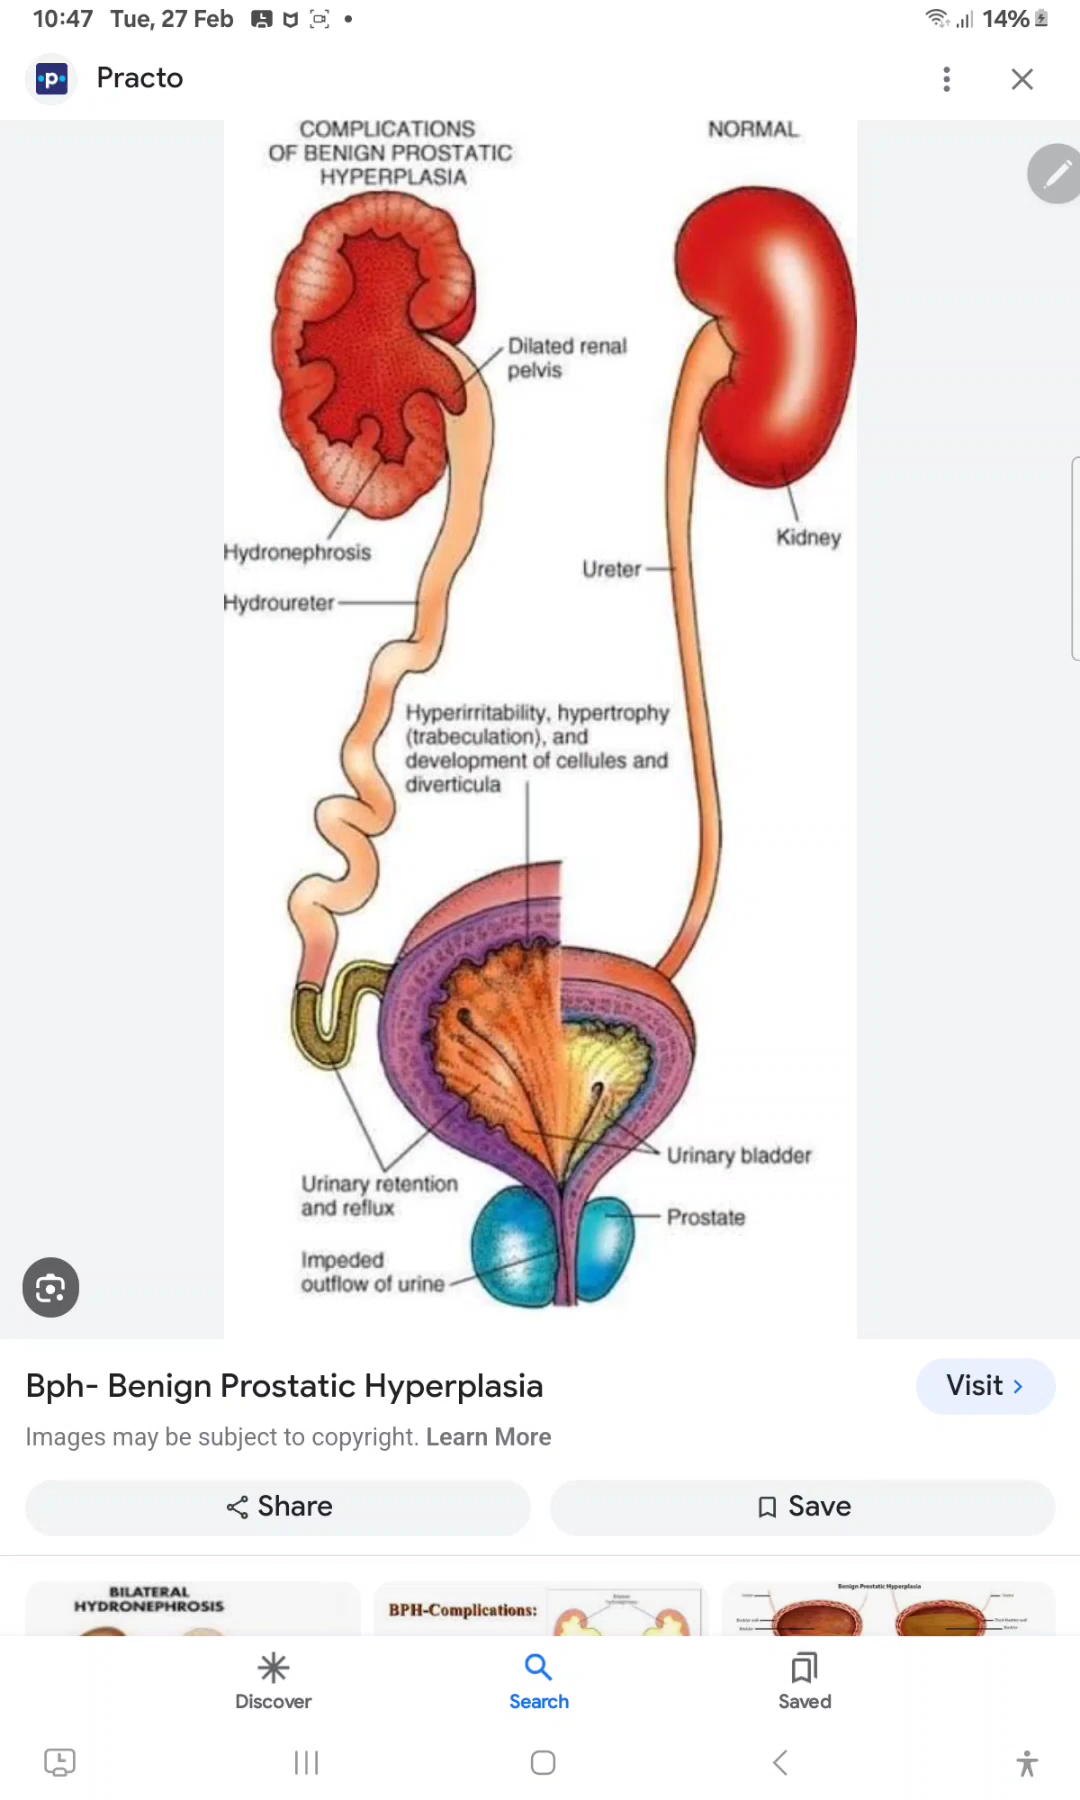 10:47 Tue, 27 Feb
14%
Practo
COMPLICATIONS
OF BENIGN PROSTATIC
HYPERPLASIA
NORMAL
Dilated renal
pelvis
Kidney
Hydronephrosis
Ureter
Hydroureter
Hyperirritability, hypertrophy
(trabeculation), and
development of cellules and
diverticula
Urinary bladder
Urinary retention
and reflux
Prostate
Impeded
outflow of urine
Bph- Benign Prostatic Hyperplasia
Visit
Images may be subject to copyright. Learn More
Share
Save
BILATERAL
HYDRONEPHROSIS
BPH-Complications:
Benign Prostatic Hyperplasia
Discover
Search
Saved